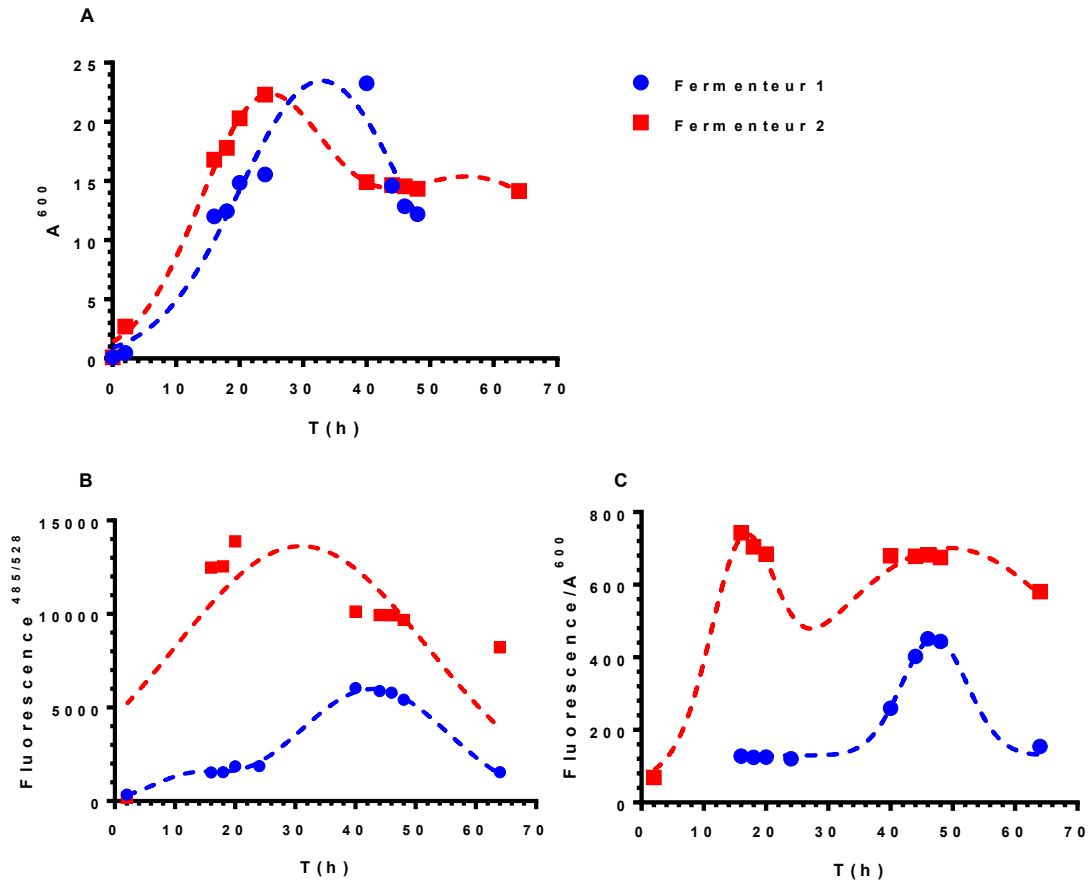 A
25
20
15
10
5
0
A600
0 10 20 30 40 50 60 70
T(h)
Fermenteur 1
Fermenteur 2
B
15000
10000
5000
0
Fluorescence 485/528
0 10 20 30 40 50 60 70
T(h)
C
800
600
400
200
0
Fluorescence/A600
0 10 20 30 40 50 60 70
T(h)